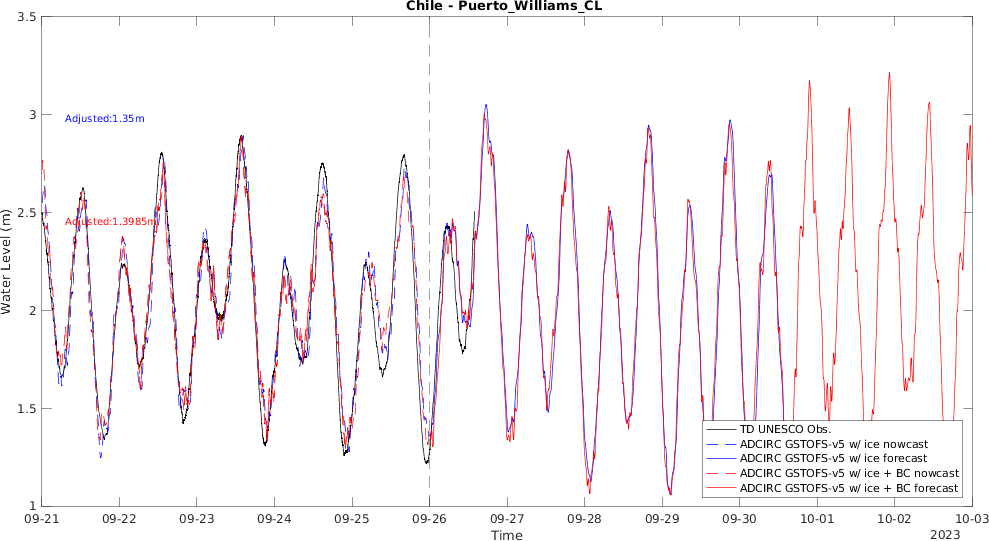 Chile - Puerto_Williams_CL
3.5
3
2.5
2
1.5
1
Water Level (m)
Adjusted:1.35m
Adjusted:1.3985m
TD UNESCO Obs.
ADCIRC GSTOFS-v5 w/ ice nowcast
ADCIRC GSTOFS-v5 w/ ice forecast
ADCIRC GSTOFS-v5 w/ ice + BC nowcast
ADCIRC GSTOFS-v5 w/ ice + BC forecast
09-21 09-22 09-23 09-24 09-25 09-26 09-27 09-28 09-29 09-30 10-01 10-02 10-03
Time
2023